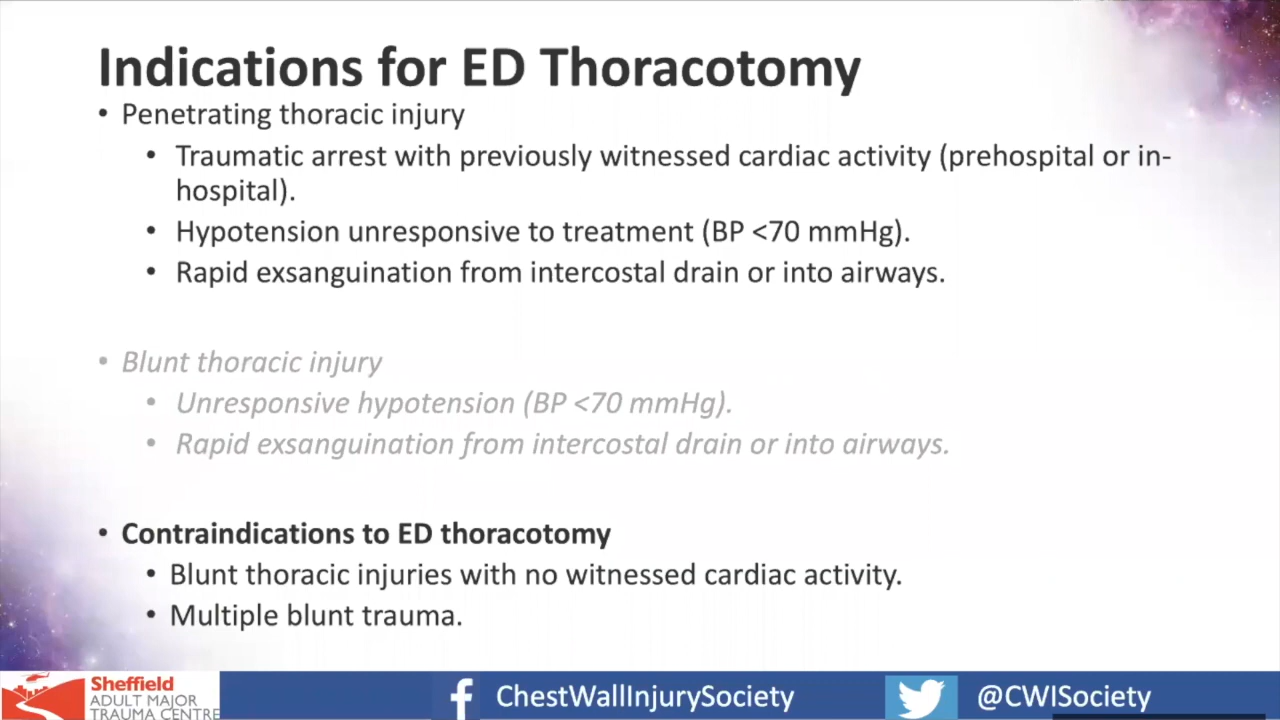 Indications for ED Thoracotomy
• Penetrating thoracic injury
• Traumatic arrest with previously witnessed cardiac activity (prehospital or in-
hospital).
• Hypotension unresponsive to treatment (BP <70 mmHg).
• Rapid exsanguination from intercostal drain or into airways.
• Blunt thoracic injury
• Unresponsive hypotension (BP <70 mmHg).
• Rapid exsanguination from intercostal drain or into airways.
• Contraindications to ED thoracotomy
• Blunt thoracic injuries with no witnessed cardiac activity.
• Multiple blunt trauma.
Sheffield
ADULT MAJOR
TRAUMA CENTRE
ChestWallInjurySociety
@CWISociety